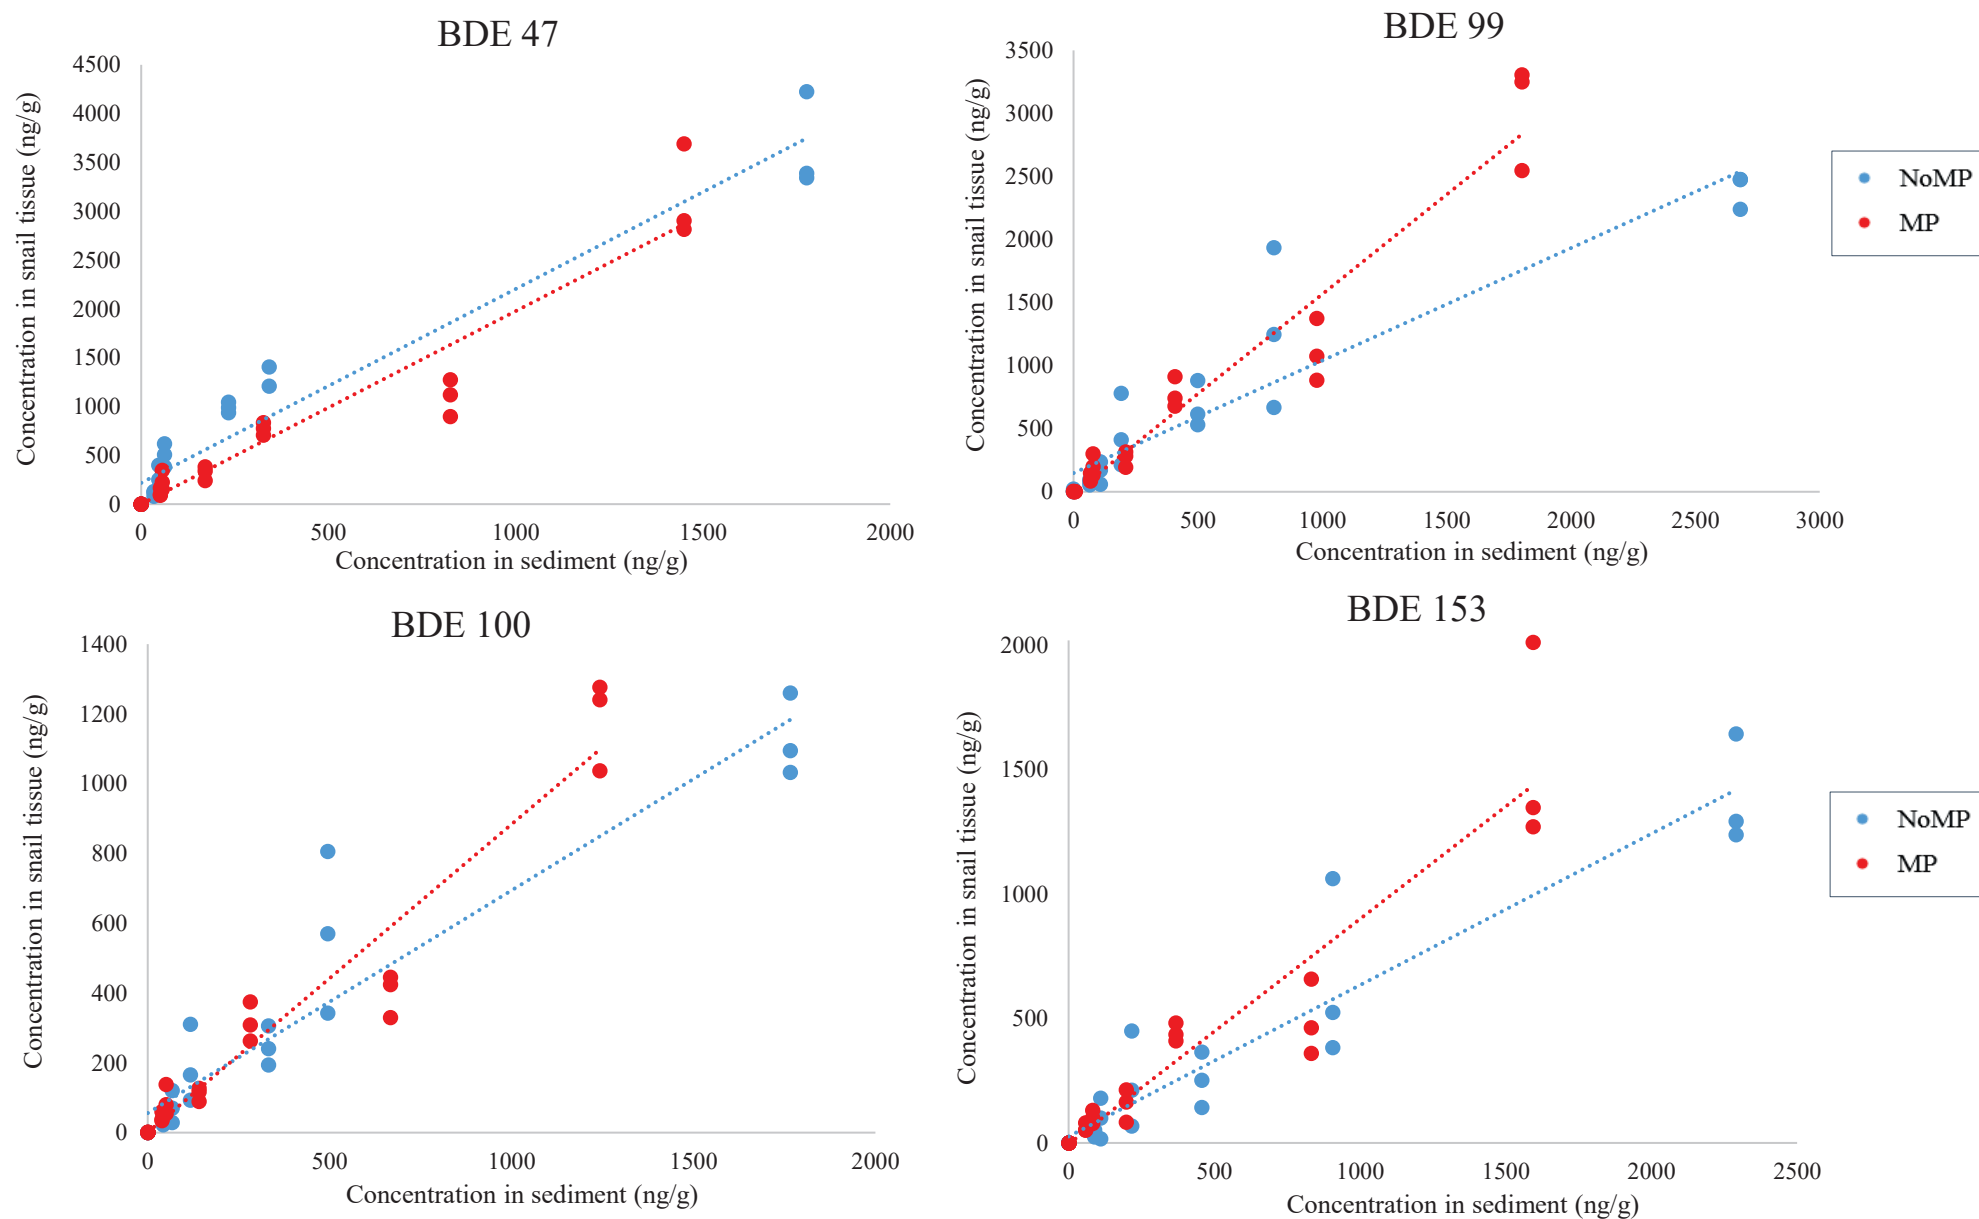 BDE 47
Concentration in snail tissue (ng/g)
4500
4000
3500
3000
2500
2000
1500
1000
500
0
0 500 1000 1500 2000
Concentration in sediment (ng/g)
BDE 99
Concentration in snail tissue (ng/g)
3500
3000
2500
2000
1500
1000
500
0
0 500 1000 1500 2000 2500 3000
Concentration in sediment (ng/g)
NoMP
MP
BDE 100
Concentration in snail tissue (ng/g)
1400
1200
1000
800
600
400
200
0
0 500 1000 1500 2000
Concentration in sediment (ng/g)
BDE 153
Concentration in snail tissue (ng/g)
2000
1500
1000
500
0
0 500 1000 1500 2000 2500
Concentration in sediment (ng/g)
NoMP
MP